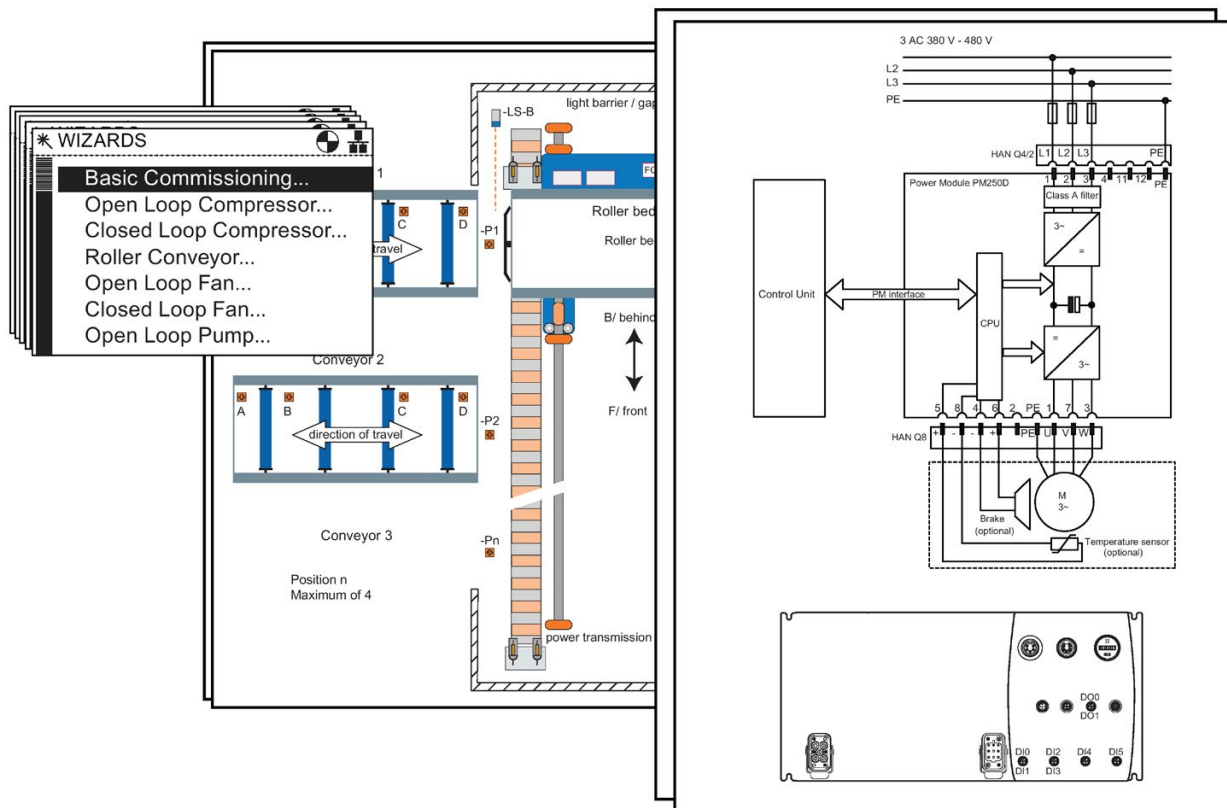 WIZARDS
Basic Commissioning...
Open Loop Compressor...
Closed Loop Compressor...
Roller Conveyor...
Open Loop Fan...
Closed Loop Fan...
Open Loop Pump...
1
C
D
travel
-P1
-LS-B
light barrier / gap
FC
Roller bed
Roller be
B/ behind
F/ front
Conveyor 2
A
B
C
D
direction of travel
-P2
Conveyor 3
-Pn
Position n
Maximum of 4
power transmission
3 AC 380 V - 480 V
L2
L3
PE
HAN Q4/2
L1 L2 L3 PE
1 2 3 4 11 12 PE
Power Module PM250D
Class A filter
3~
=
Control Unit
PM interface
CPU
=
3~
5 8 4 6 2 PE 1 7 3
HAN Q8
+ - - + PE U V W
M
3~
Brake
(optional)
Temperature sensor
(optional)
DO0
DO1
DI0 DI2 DI4 DI5
DI1 DI3